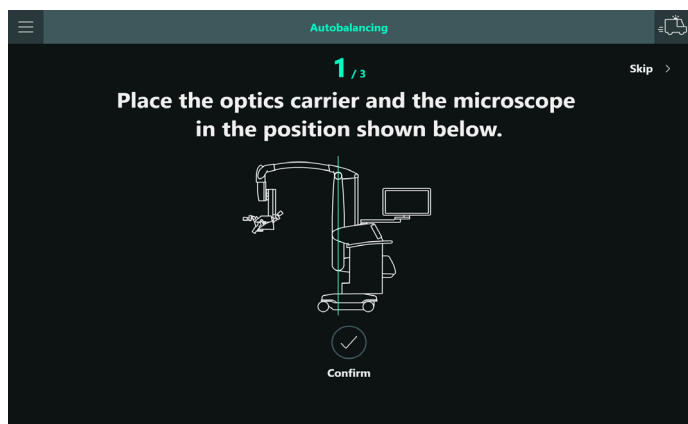 Autobalancing
1 / 3
Skip
Place the optics carrier and the microscope
in the position shown below.
Confirm